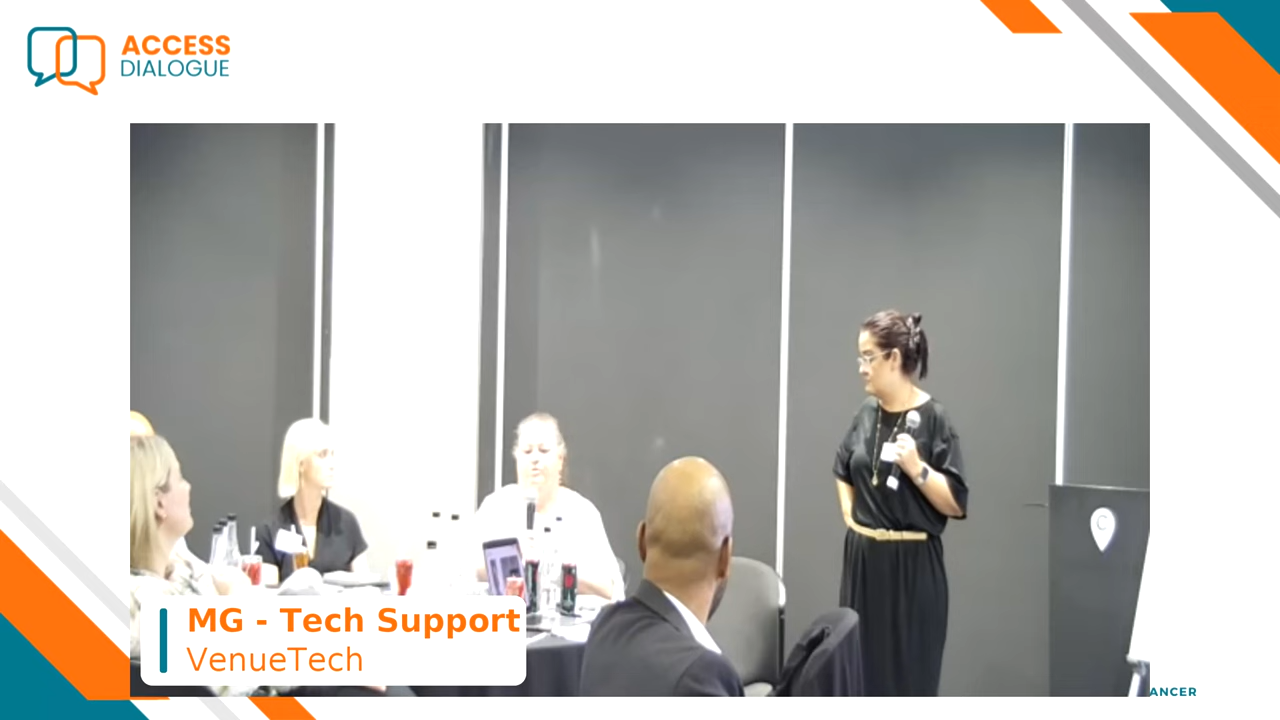 ACCESS
DIALOGUE
MG - Tech Support
VenueTech
ANCER